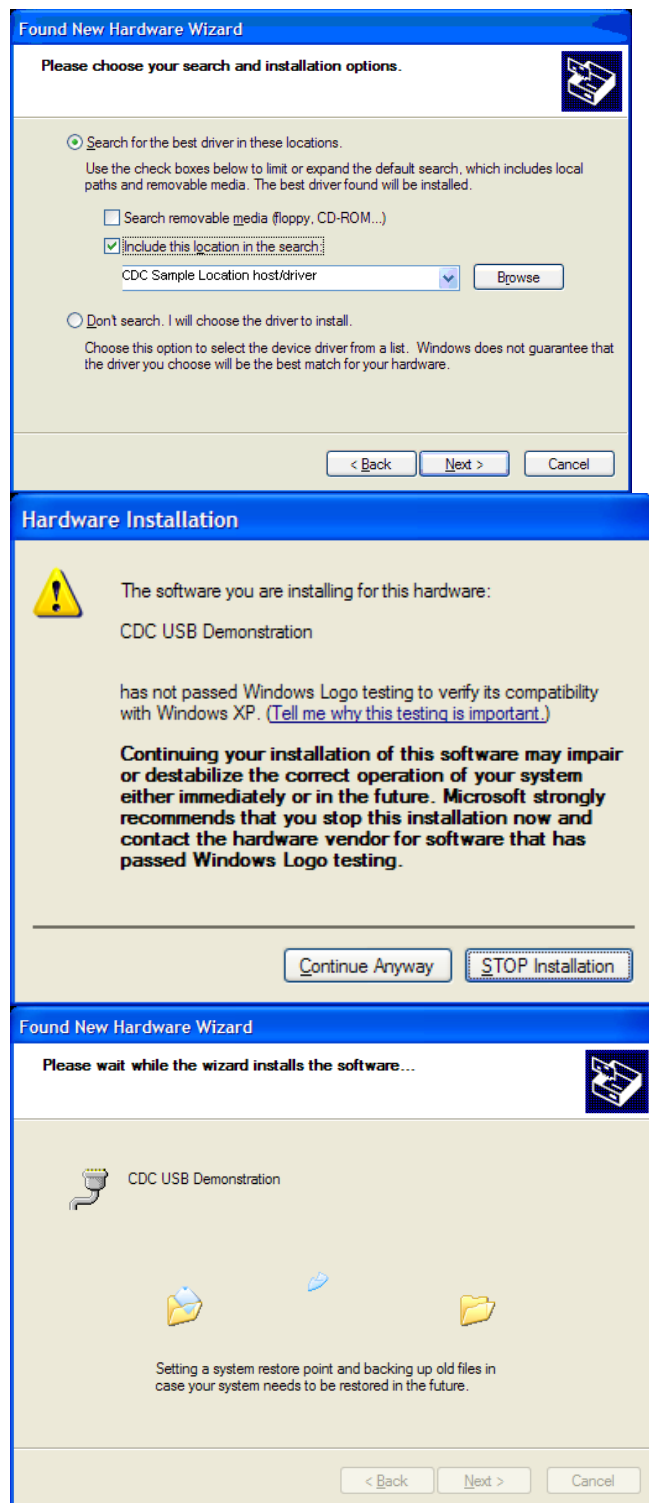 Found New Hardware Wizard
Please choose your search and installation options.
Search for the best driver in these locations.
Use the check boxes below to limit or expand the default search, which includes local
paths and removable media. The best driver found will be installed.
Search removable media (floppy, CD-ROM...)
Include this location in the search:
CDC Sample Location host/driver
Browse
Don't search. I will choose the driver to install.
Choose this option to select the device driver from a list. Windows does not guarantee that
the driver you choose will be the best match for your hardware.
< Back Next > Cancel
Hardware Installation
The software you are installing for this hardware:
CDC USB Demonstration
has not passed Windows Logo testing to verify its compatibility
with Windows XP. (Tell me why this testing is important.)
Continuing your installation of this software may impair
or destabilize the correct operation of your system
either immediately or in the future. Microsoft strongly
recommends that you stop this installation now and
contact the hardware vendor for software that has
passed Windows Logo testing.
Continue Anyway STOP Installation
Found New Hardware Wizard
Please wait while the wizard installs the software...
CDC USB Demonstration
Setting a system restore point and backing up old files in
case your system needs to be restored in the future.
< Back Next > Cancel